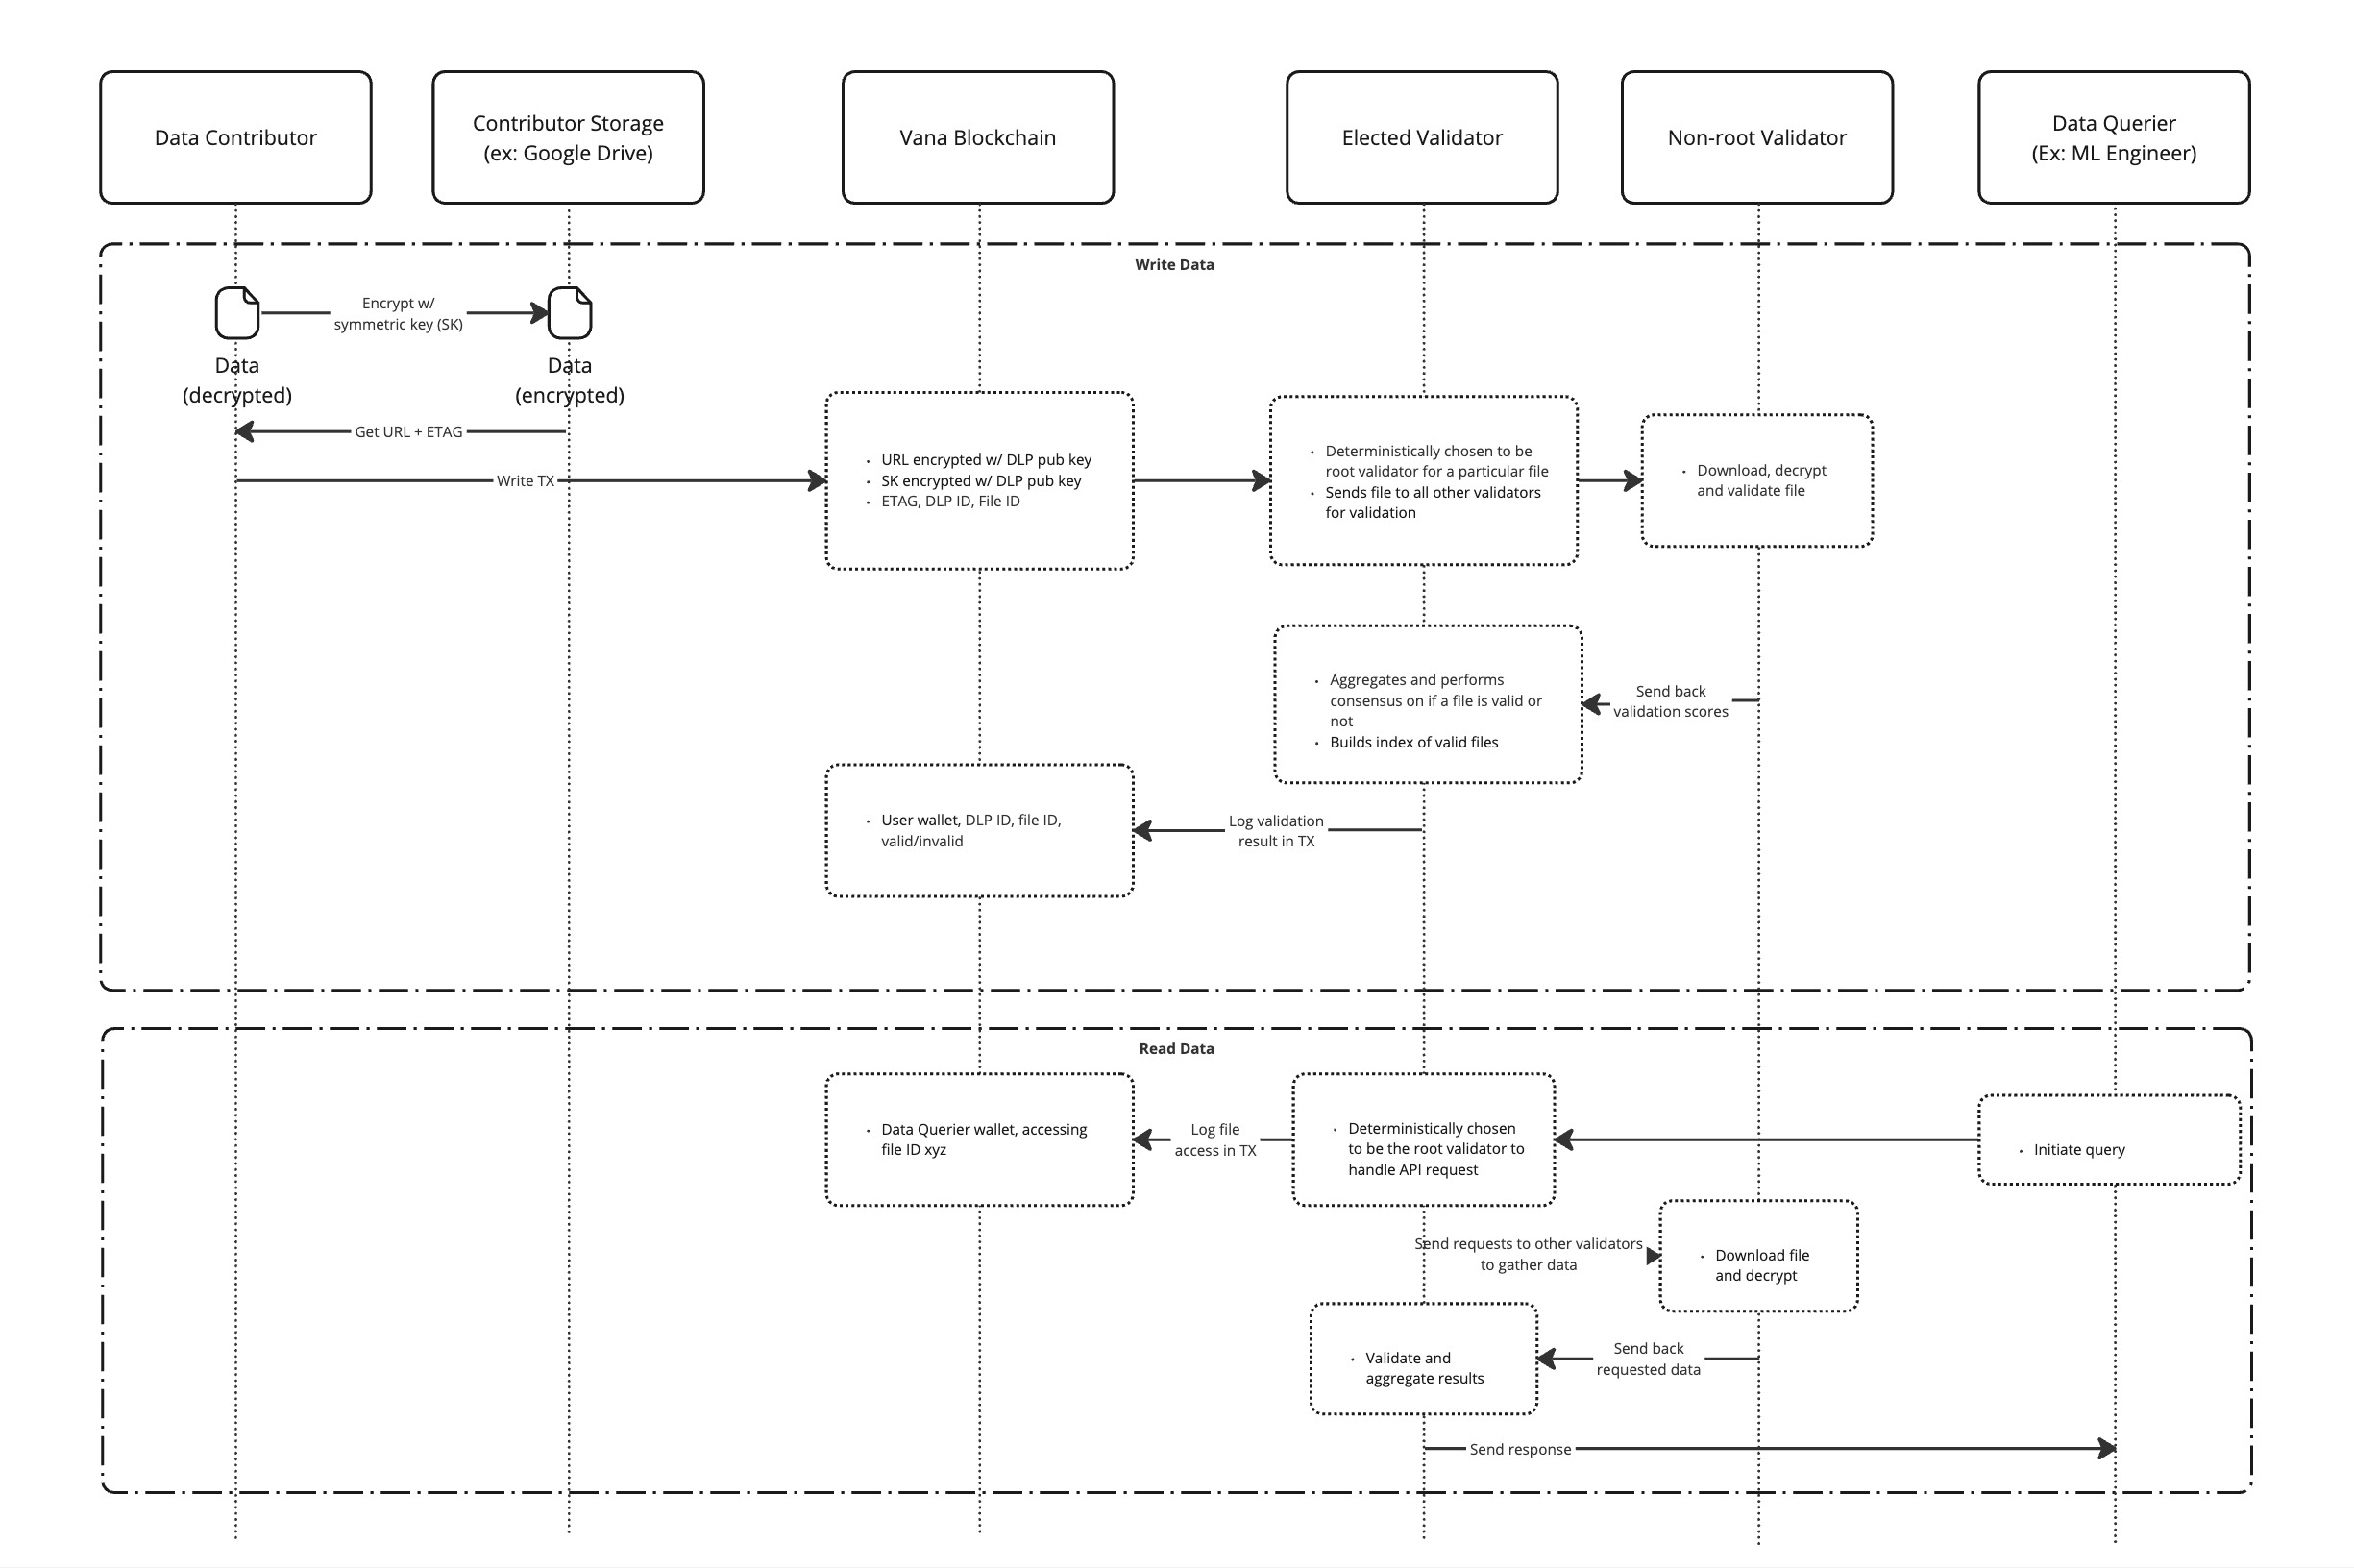 Data Contributor
Contributor Storage
(ex: Google Drive)
Vana Blockchain
Elected Validator
Non-root Validator
Data Querier
(Ex: ML Engineer)
Write Data
Encrypt w/
symmetric key (SK)
Data
(decrypted)
Data
(encrypted)
Get URL + ETAG
Write TX
• URL encrypted w/ DLP pub key
• SK encrypted w/ DLP pub key
• ETAG, DLP ID, File ID
• Deterministically chosen to be
root validator for a particular file
• Sends file to all other validators
for validation
• Download, decrypt
and validate file
• Aggregates and performs
consensus on if a file is valid or
not
• Builds index of valid files
Send back
validation scores
• User wallet, DLP ID, file ID,
valid/invalid
Log validation
result in TX
Read Data
• Data Querier wallet, accessing
file ID xyz
Log file
access in TX
• Deterministically chosen
to be the root validator to
handle API request
• Initiate query
Send requests to other validators
to gather data
• Download file
and decrypt
• Validate and
aggregate results
Send back
requested data
Send response